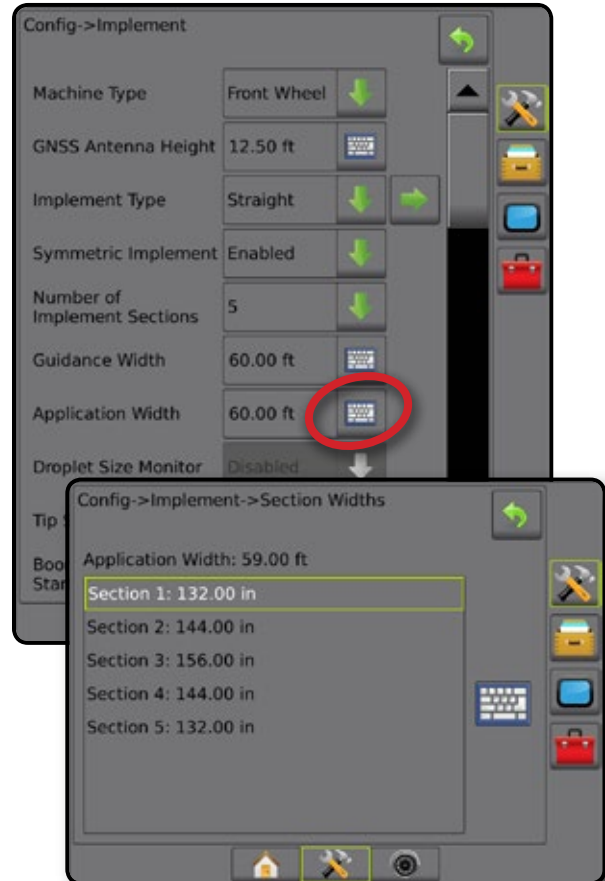 Config->Implement
Machine Type Front Wheel
GNSS Antenna Height 12.50 ft
Implement Type Straight
Symmetric Implement Enabled
Number of
Implement Sections 5
Guidance Width 60.00 ft
Application Width 60.00 ft
Droplet Size Monitor Disabled
Tip
Boo
Star
Config->Implement->Section Widths
Application Width: 59.00 ft
Section 1: 132.00 in
Section 2: 144.00 in
Section 3: 156.00 in
Section 4: 144.00 in
Section 5: 132.00 in